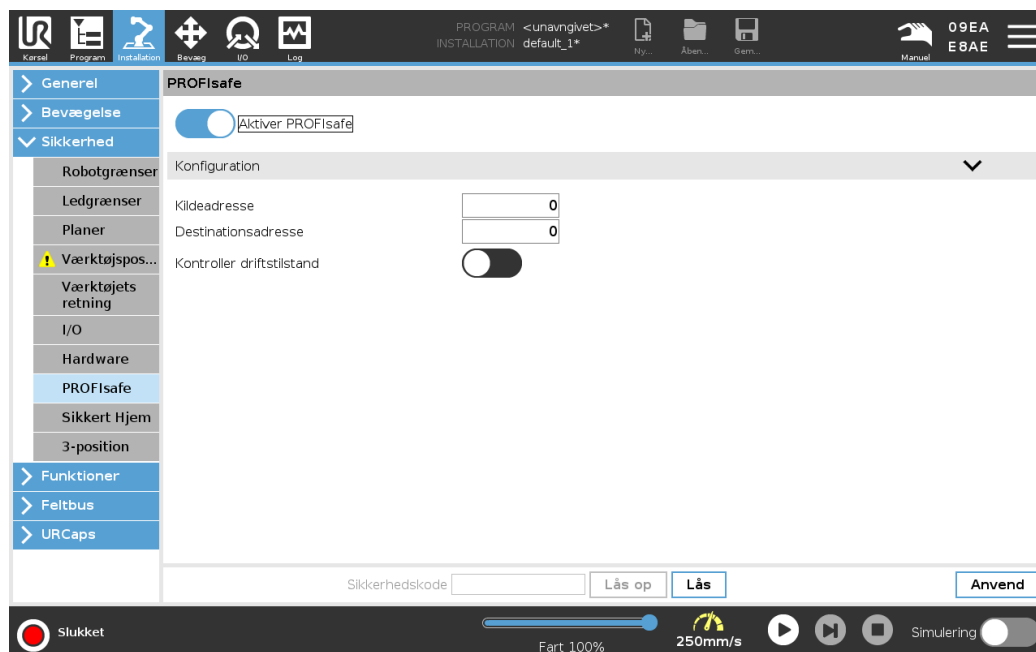 PROGRAM <unavngivet>*
INSTALLATION default_1*
Kørsel
Program
Installation
Bevæg
I/O
Log
Ny...
Åben...
Gem...
Manuel
09EA
E8AE
Generel
Bevægelse
Sikkerhed
Robotgrænser
Ledgrænser
Planer
Værktøjspos...
Værktøjets
retning
I/O
Hardware
PROFIsafe
Sikkert Hjem
3-position
Funktioner
Feltbus
URCaps
PROFIsafe
Aktiver PROFIsafe
Konfiguration
Kildeadresse 0
Destinationsadresse 0
Kontroller driftstilstand
Sikkerhedskode Lås op Lås Anvend
Slukket
Fart 100%
250mm/s
Simulering